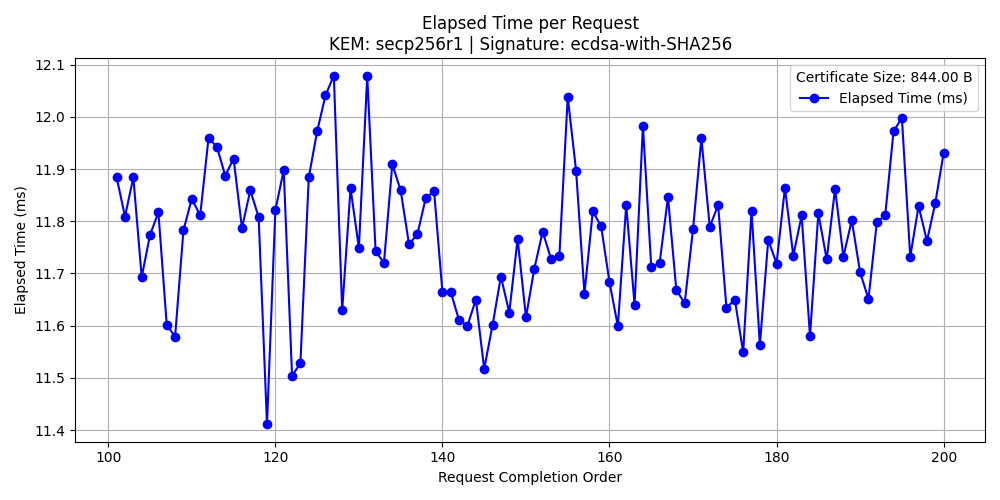 Elapsed Time per Request
KEM: secp256r1 | Signature: ecdsa-with-SHA256
Certificate Size: 844.00 B
Elapsed Time (ms)
Elapsed Time (ms)
12.1
12.0
11.9
11.8
11.7
11.6
11.5
11.4
100 120 140 160 180 200
Request Completion Order